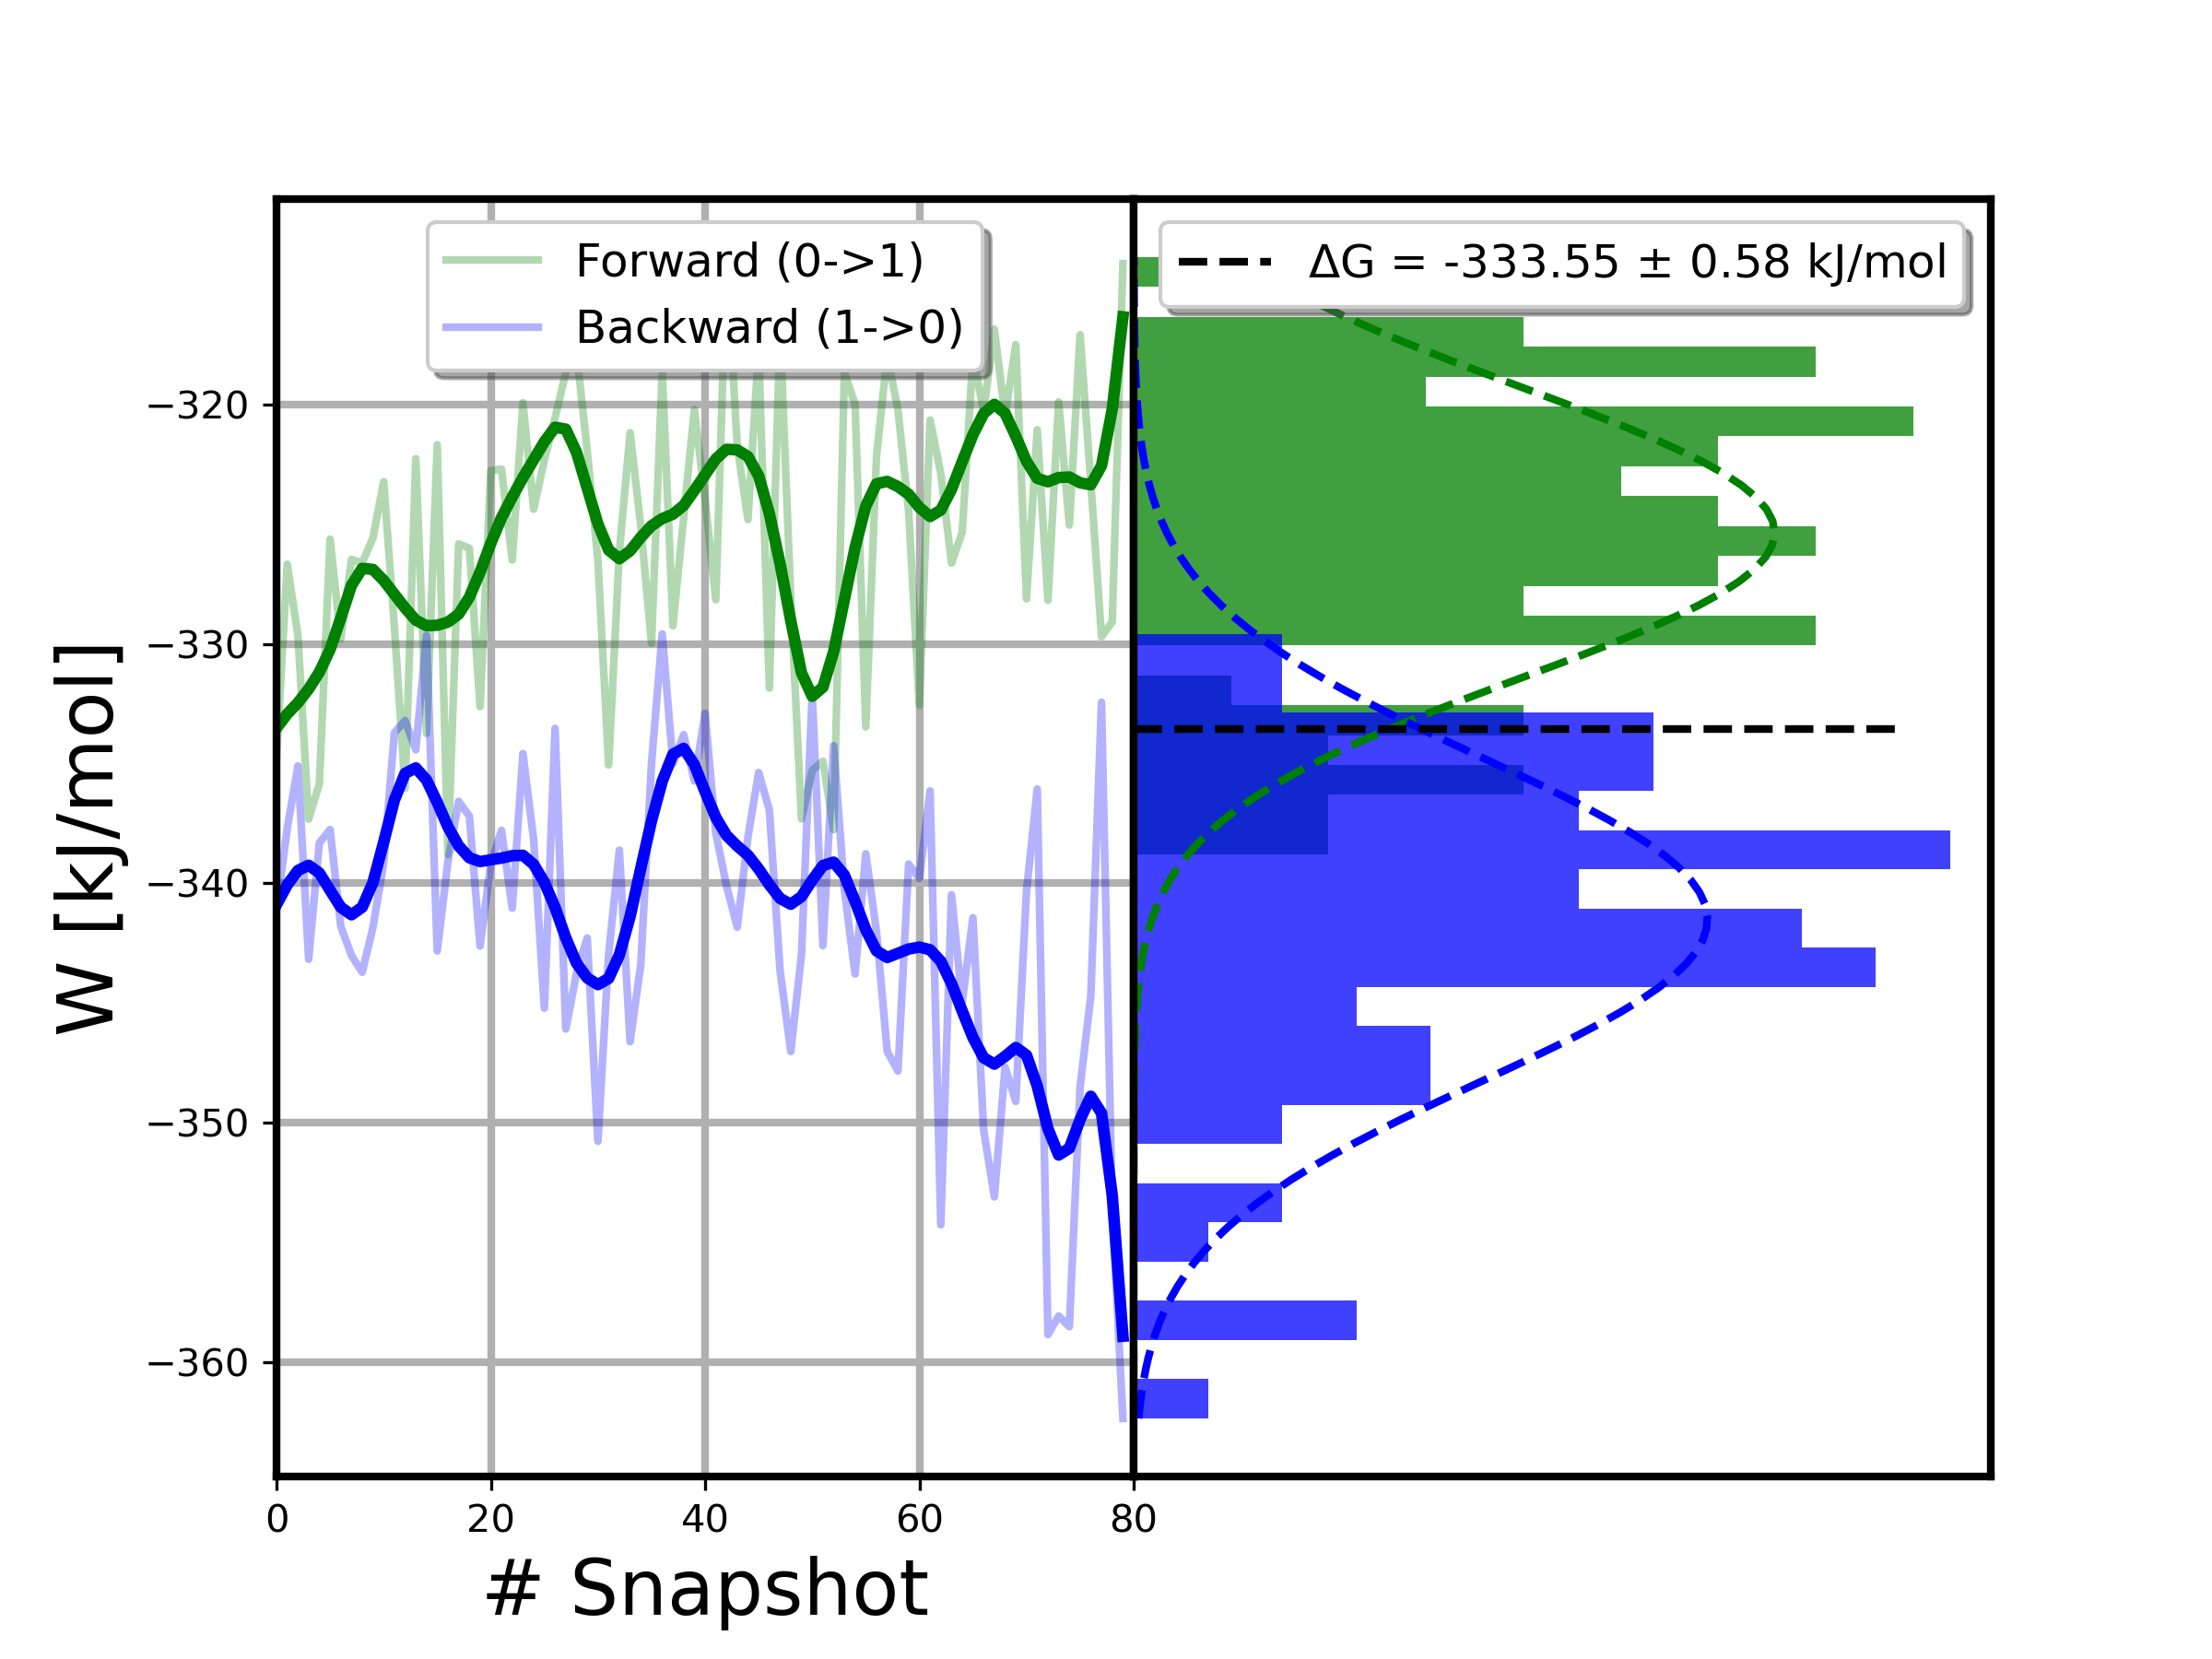 Forward (0->1)
Backward (1->0)
ΔG = -333.55 ± 0.58 kJ/mol
W [kJ/mol]
−320
−330
−340
−350
−360
0 20 40 60 80
# Snapshot